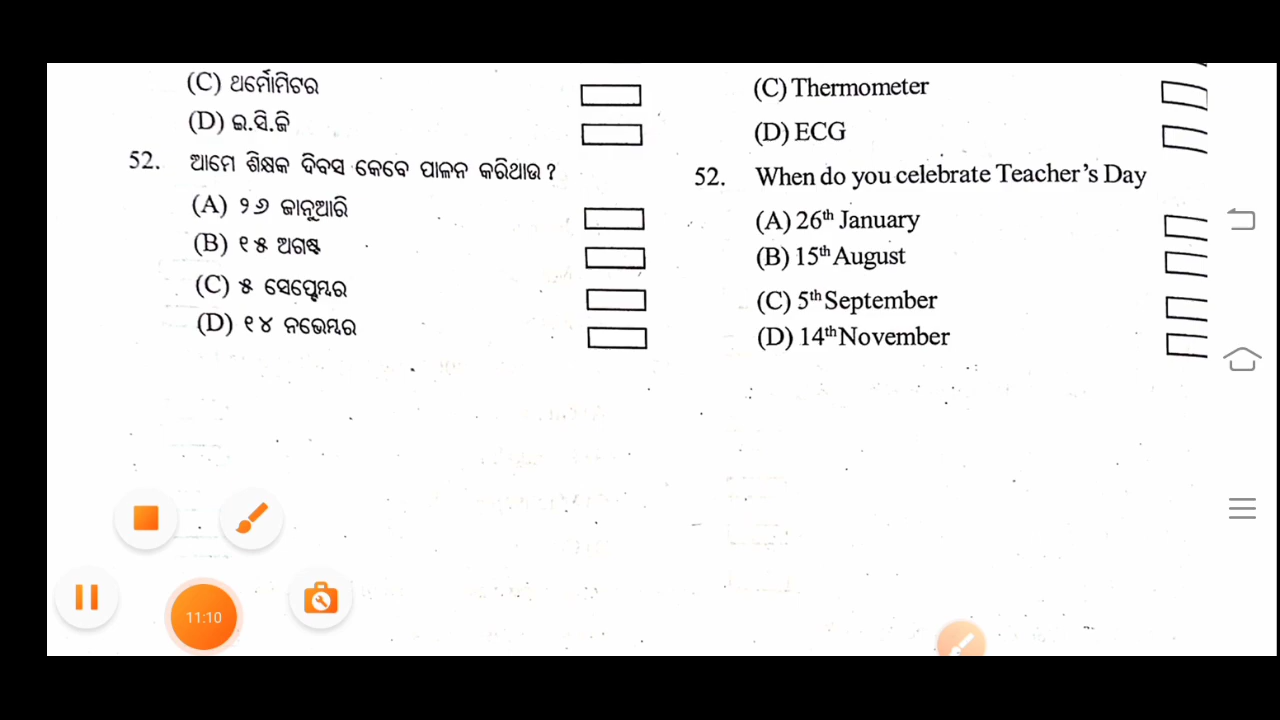 (C) ଥର୍ମୋମିଟର
(D) ଇ.ସି.ଜି
52. ଆମେ ଶିକ୍ଷକ ଦିବସ କେବେ ପାଳନ କରିଥାଉ ?
(A) ୨୬ ଜାନୁଆରି
(B) ୧୫ ଅଗଷ୍ଟ
(C) ୫ ସେପ୍ଟେମ୍ବର
(D) ୧୪ ନଭେମ୍ବର
(C) Thermometer
(D) ECG
52. When do you celebrate Teacher's Day
(A) 26th January
(B) 15th August
(C) 5th September
(D) 14th November
11:10